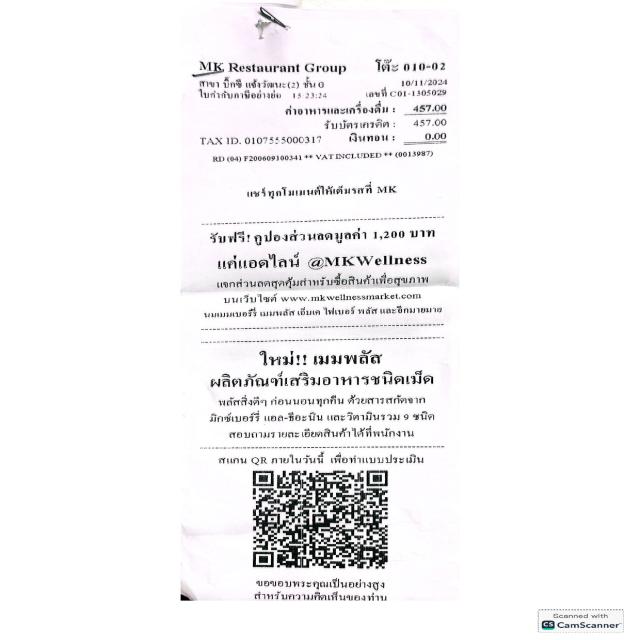 MK Restaurant Group โต๊ะ 010-02
สาขา บิ๊กซี แจ้งวัฒนะ(2) ชั้น G 10/11/2024
ใบกำกับภาษีอย่างย่อ 15:23:24 เลขที่ C01-1305029
ค่าอาหารและเครื่องดื่ม : 457.00
รับบัตรเครดิต : 457.00
TAX ID. 0107555000317 เงินทอน : 0.00
RD (04) F200609100341 ** VAT INCLUDED ** (0013987)
แชร์ทุกโมเมนต์ให้เต็มรสที่ MK
รับฟรี! คูปองส่วนลดมูลค่า 1,200 บาท
แค่แอดไลน์ @MKWellness
แจกส่วนลดสุดคุ้มสำหรับซื้อสินค้าเพื่อสุขภาพ
บนเว็บไซต์ www.mkwellnessmarket.com
นมเมมเบอร์รี่ เมมพลัส เอ็มเค ไฟเบอร์ พลัส และอีกมายมาย
ใหม่!! เมมพลัส
ผลิตภัณฑ์เสริมอาหารชนิดเม็ด
พลัสสิ่งดีๆ ก่อนนอนทุกคืน ด้วยสารสกัดจาก
มิกซ์เบอร์รี่ แอล-ธีอะนิน และวิตามินรวม 9 ชนิด
สอบถามรายละเอียดสินค้าได้ที่พนักงาน
สแกน QR ภายในวันนี้ เพื่อทำแบบประเมิน
ขอขอบพระคุณเป็นอย่างสูง
สำหรับความคิดเห็นของท่าน
Scanned with
CS CamScanner